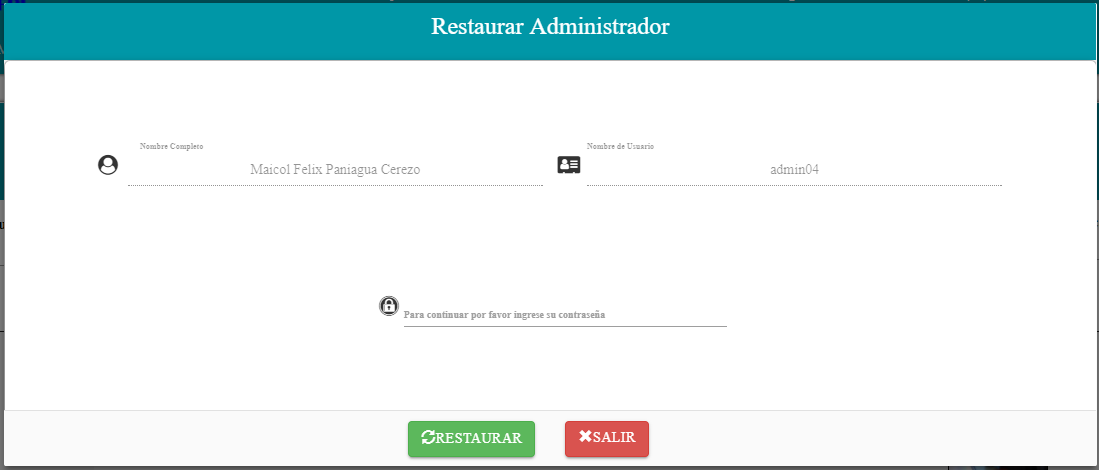 Restaurar Administrador
Nombre Completo
Nombre de Usuario
Maicol Felix Paniagua Cerezo
admin04
Para continuar por favor ingrese su contraseña
RESTAURAR
SALIR